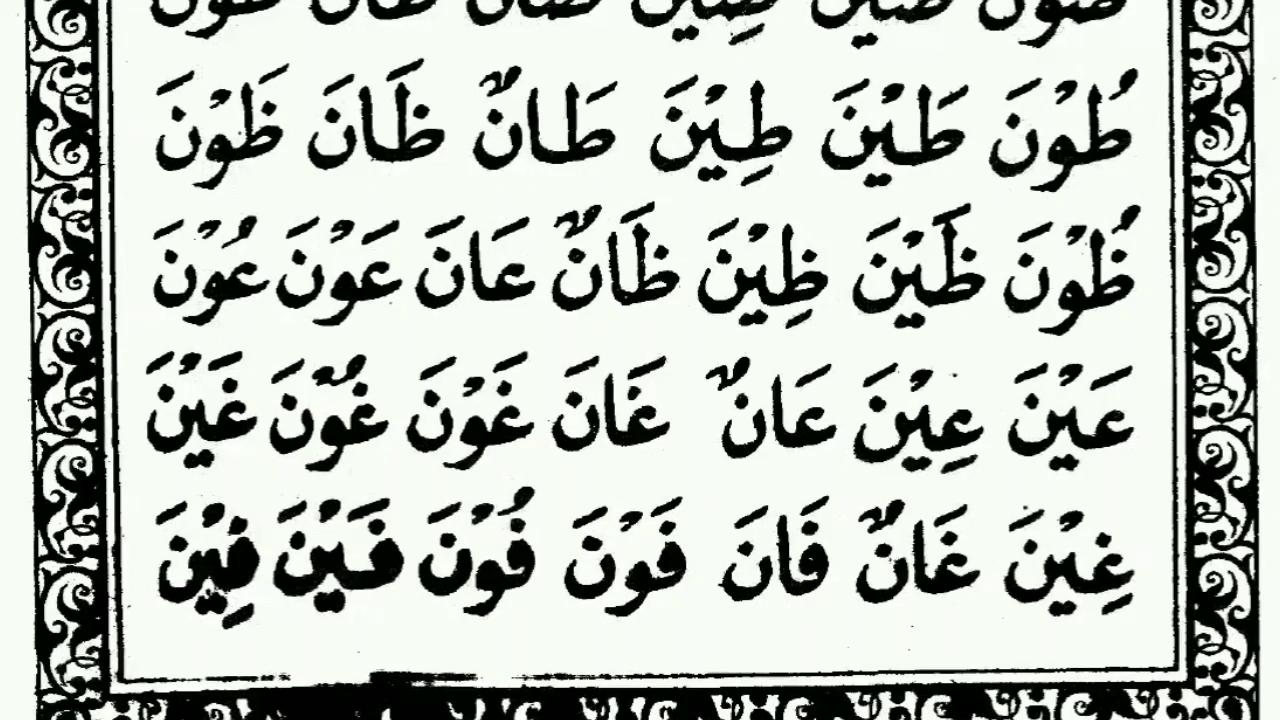 طُوْنَ طَيْنَ طِيْنَ طَانٌ ظَانَ ظَوْنَ
ظُوْنَ ظَيْنَ ظِيْنَ ظَانٌ عَانَ عَوْنَ عُوْنَ
عَيْنَ عِيْنَ عَانٌ غَانَ غَوْنَ غُوْنَ غَيْنَ
غِيْنَ غَانٌ فَانَ فَوْنَ فُوْنَ فَيْنَ فِيْنَ